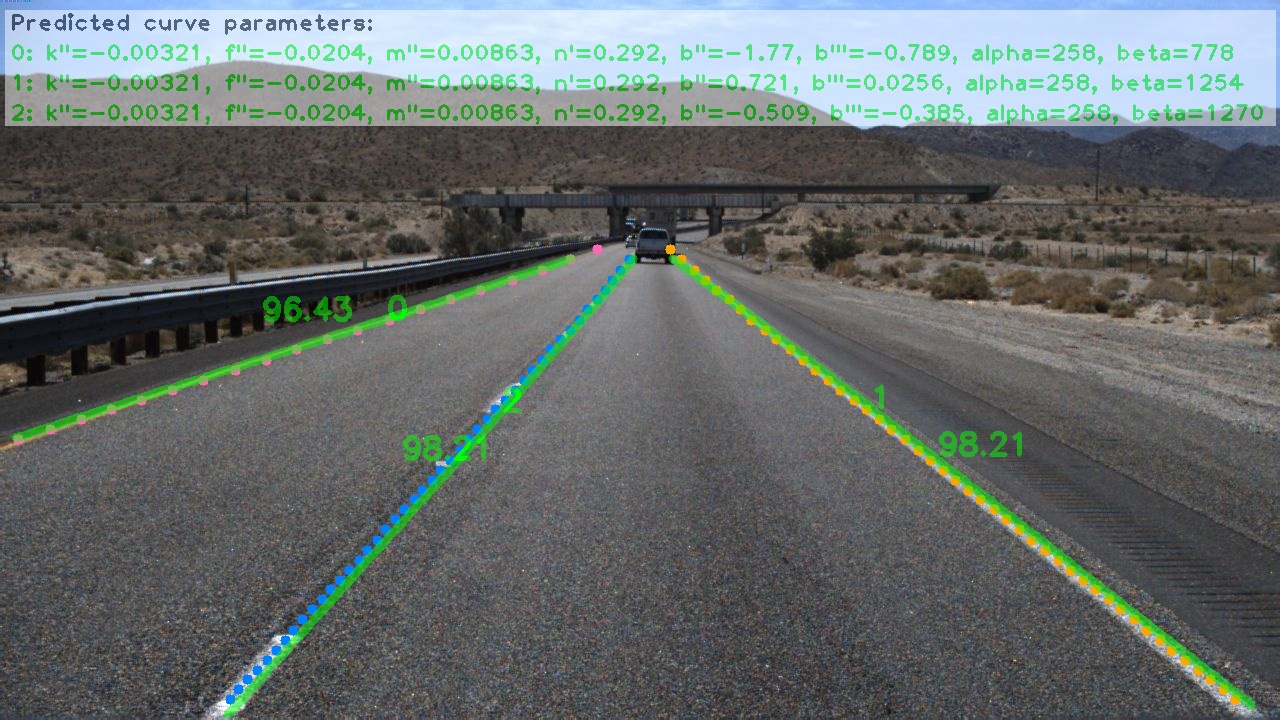 Predicted curve parameters:
0: k''=-0.00321, f''=-0.0204, m''=0.00863, n'=0.292, b''=-1.77, b'''=-0.789, alpha=258, beta=778
1: k''=-0.00321, f''=-0.0204, m''=0.00863, n'=0.292, b''=0.721, b'''=0.0256, alpha=258, beta=1254
2: k''=-0.00321, f''=-0.0204, m''=0.00863, n'=0.292, b''=-0.509, b'''=-0.385, alpha=258, beta=1270
96.43 0
2 1
98.21 98.21